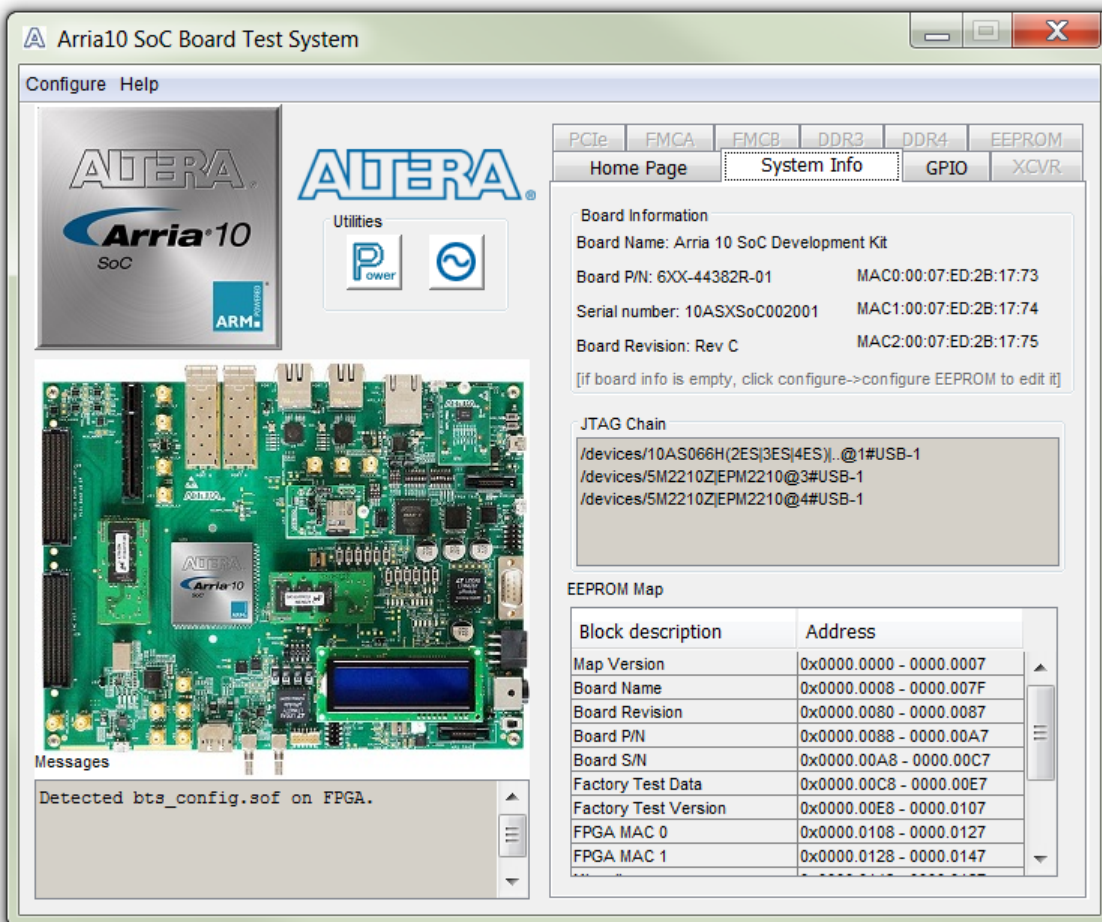 Arria10 SoC Board Test System
Configure Help
ALTERA.
Arria 10
SoC
ARM
POWERED
ALTERA®
Utilities
Power
PCIe FMCA FMCB DDR3 DDR4 EEPROM
Home Page System Info GPIO XCVR
Board Information
Board Name: Arria 10 SoC Development Kit
Board P/N: 6XX-44382R-01 MAC0:00:07:ED:2B:17:73
Serial number: 10ASXSoC002001 MAC1:00:07:ED:2B:17:74
Board Revision: Rev C MAC2:00:07:ED:2B:17:75
[if board info is empty, click configure->configure EEPROM to edit it]
JTAG Chain
/devices/10AS066H(2ES|3ES|4ES)|..@1#USB-1
/devices/5M2210Z|EPM2210@3#USB-1
/devices/5M2210Z|EPM2210@4#USB-1
EEPROM Map
Block description Address
Map Version 0x0000.0000 - 0000.0007
Board Name 0x0000.0008 - 0000.007F
Board Revision 0x0000.0080 - 0000.0087
Board P/N 0x0000.0088 - 0000.00A7
Board S/N 0x0000.00A8 - 0000.00C7
Factory Test Data 0x0000.00C8 - 0000.00E7
Factory Test Version 0x0000.00E8 - 0000.0107
FPGA MAC 0 0x0000.0108 - 0000.0127
FPGA MAC 1 0x0000.0128 - 0000.0147
ALTERA
ALTERA
Arria 10
SOC
ARM
Messages
Detected bts_config.sof on FPGA.